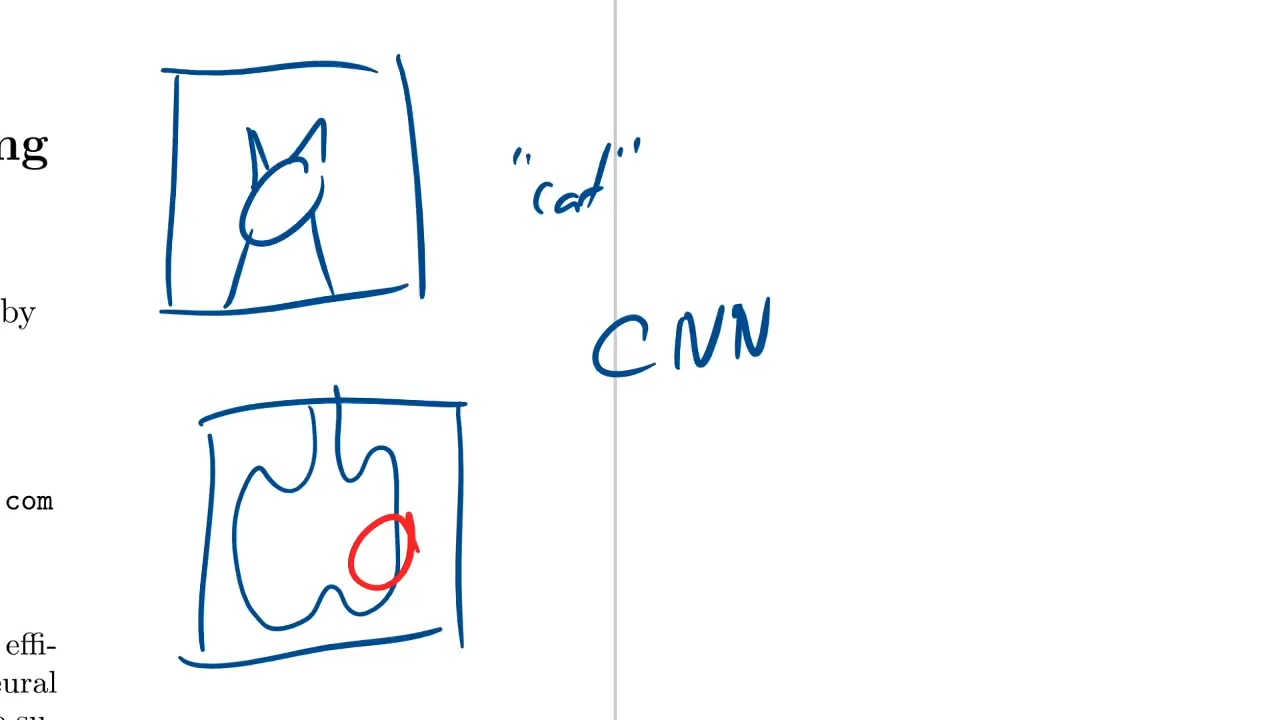 ng
"cat"
by
CNN
com
effi-
eural